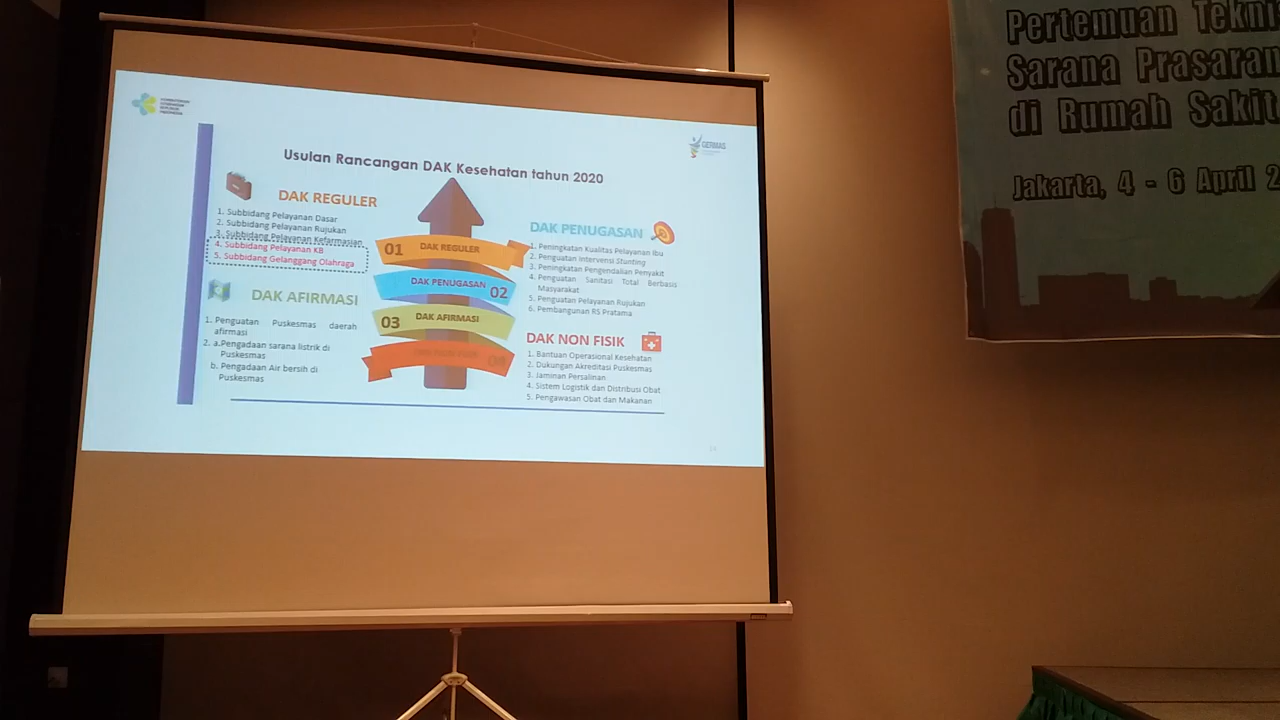 KEMENTERIAN
KESEHATAN
REPUBLIK
INDONESIA
GERMAS
Usulan Rancangan DAK Kesehatan tahun 2020
DAK REGULER
1. Subbidang Pelayanan Dasar
2. Subbidang Pelayanan Rujukan
3. Subbidang Pelayanan Kefarmasian
4. Subbidang Pelayanan KB
5. Subbidang Gelanggang Olahraga
DAK AFIRMASI
1. Penguatan Puskesmas daerah
afirmasi
2. a.Pengadaan sarana listrik di
Puskesmas
b. Pengadaan Air bersih di
Puskesmas
01 DAK REGULER
DAK PENUGASAN 02
03 DAK AFIRMASI
04
DAK PENUGASAN
1. Peningkatan Kualitas Pelayanan Ibu
2. Penguatan Intervensi Stunting
3. Peningkatan Pengendalian Penyakit
4. Penguatan Sanitasi Total Berbasis
Masyarakat
5. Penguatan Pelayanan Rujukan
6. Pembangunan RS Pratama
DAK NON FISIK
1. Bantuan Operasional Kesehatan
2. Dukungan Akreditasi Puskesmas
3. Jaminan Persalinan
4. Sistem Logistik dan Distribusi Obat
5. Pengawasan Obat dan Makanan
Pertemuan Tekni
Sarana Prasaran
di Rumah Sakit
Jakarta, 4 - 6 April 2